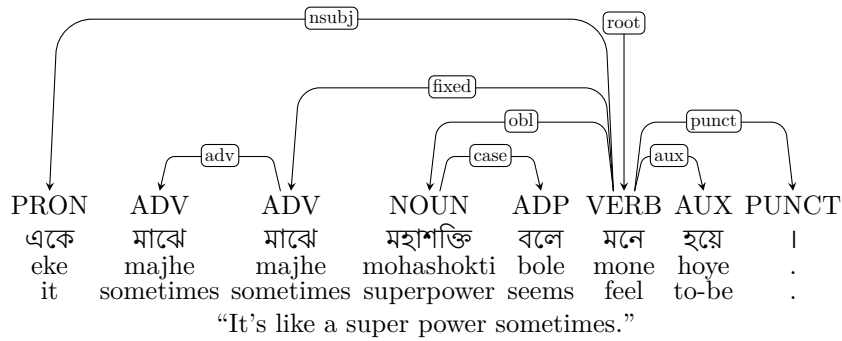 nsubj root
fixed
obl punct
adv case aux
PRON ADV ADV NOUN ADP VERB AUX PUNCT
একে মাঝে মাঝে মহাশক্তি বলে মনে হয়ে ।
eke majhe majhe mohashokti bole mone hoye .
it sometimes sometimes superpower seems feel to-be .
“It's like a super power sometimes.”